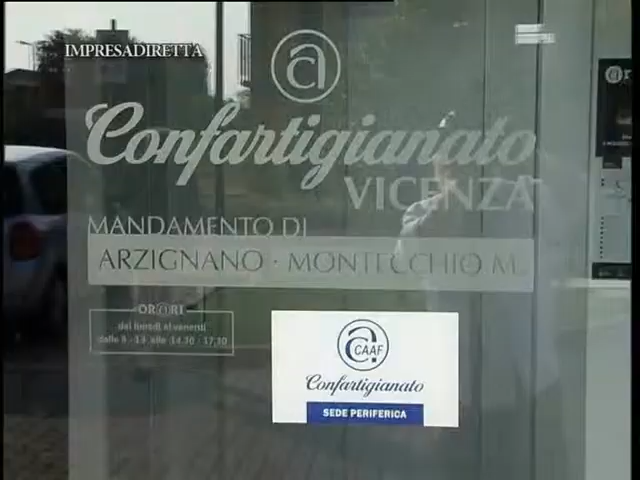 IMPRESADIRETTA
a
Confartigianato
VICENZA
MANDAMENTO DI
ARZIGNANO · MONTECCHIO M.
ORARI
dal lunedì al venerdì
dalle 8 - 13 alle 14.30 - 17.30
CAAF
Confartigianato
SEDE PERIFERICA